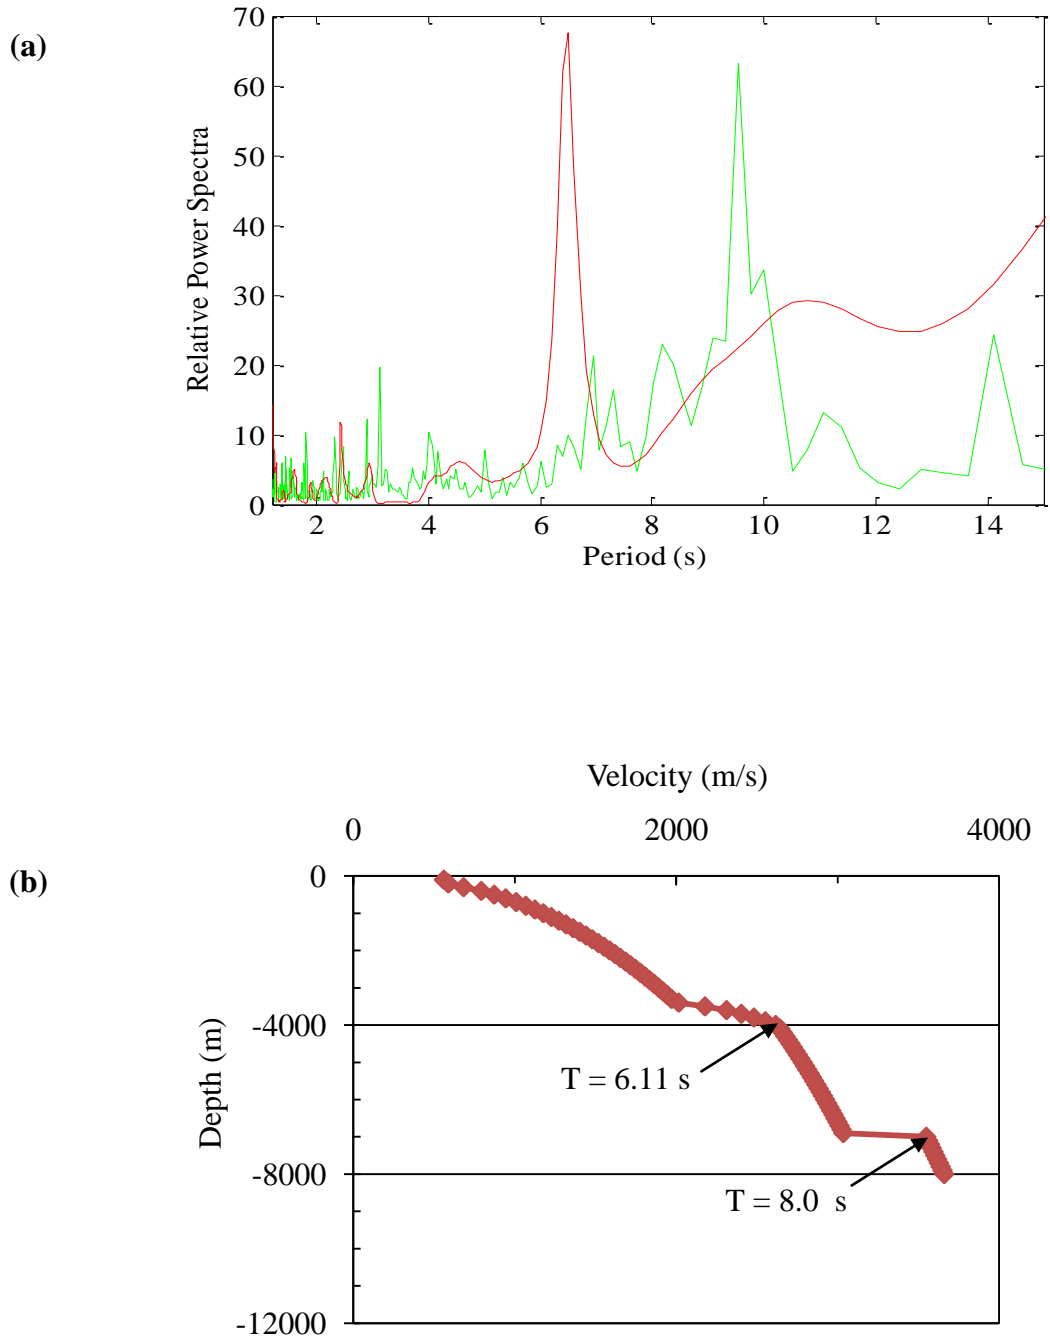 (a)
70
60
50
40
30
20
10
0
Relative Power Spectra
2 4 6 8 10 12 14
Period (s)
Velocity (m/s)
0 2000 4000
(b)
0
-4000
-8000
-12000
Depth (m)
T = 6.11 s
T = 8.0 s